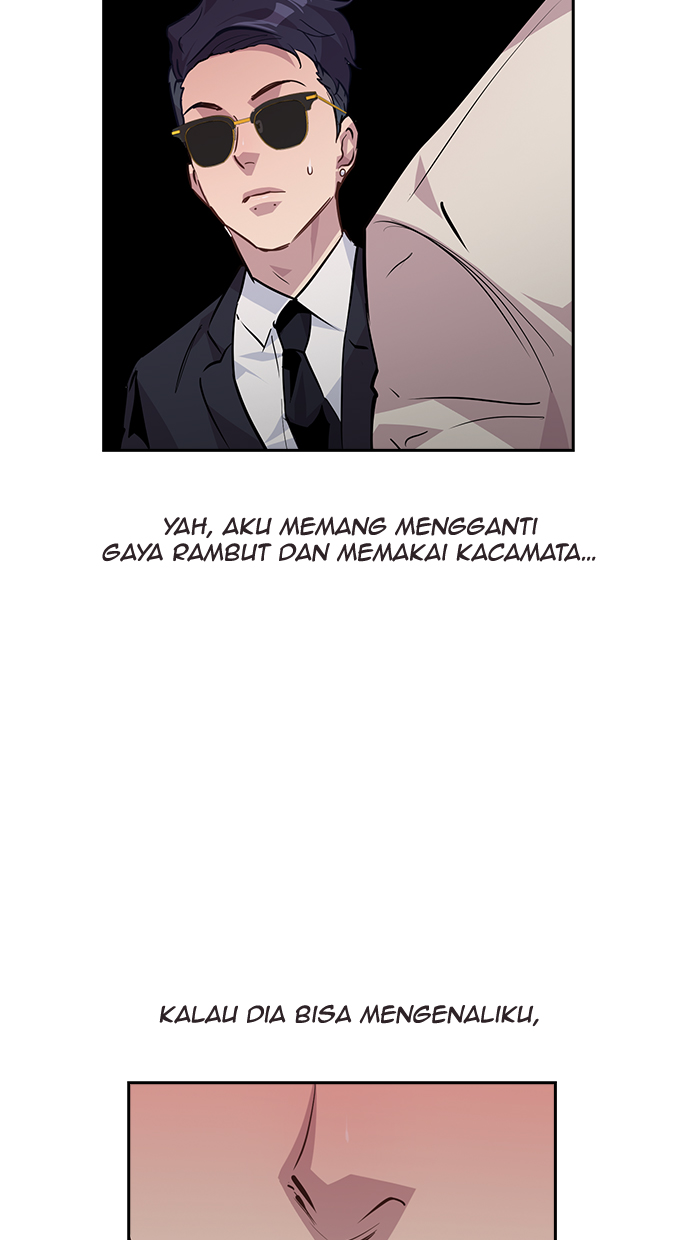 YAH, AKU MEMANG MENGGANTI
GAYA RAMBUT DAN MEMAKAI KACAMATA...
KALAU DIA BISA MENGENALIKU,